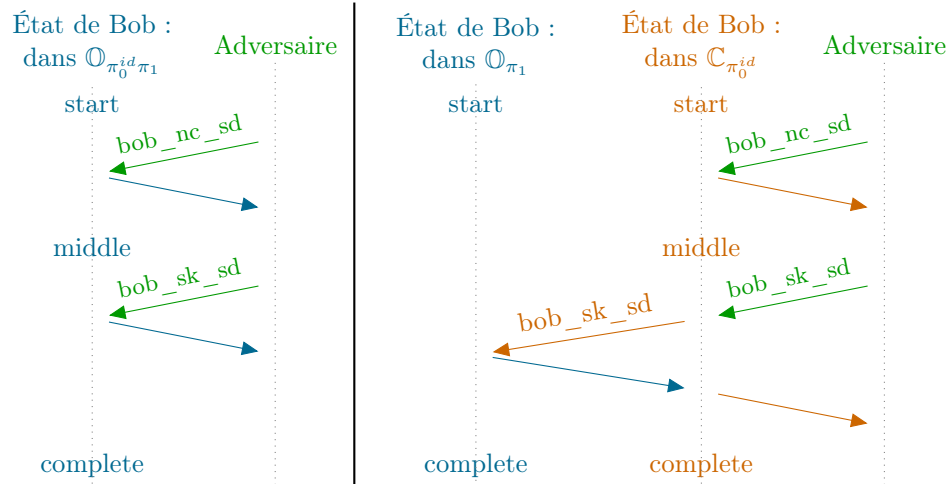 État de Bob :
dans 𝕆_{π_0^{id} π_1}
Adversaire
start
bob_nc_sd
middle
bob_sk_sd
complete
État de Bob :
dans 𝕆_{π_1}
État de Bob :
dans ℂ_{π_0^{id}}
Adversaire
start
start
bob_nc_sd
middle
bob_sk_sd
bob_sk_sd
complete
complete